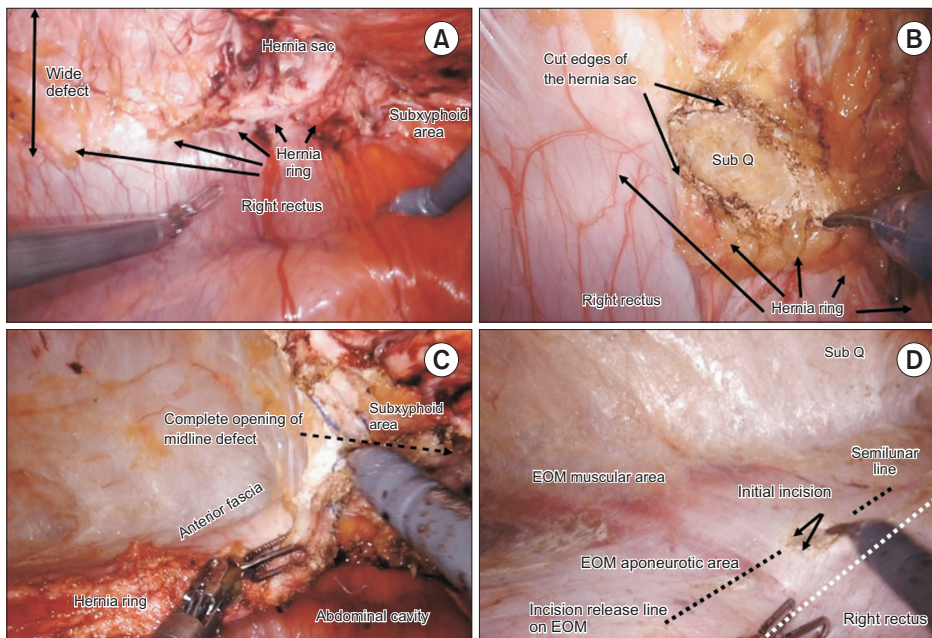 A
Hernia sac
Wide
defect
Subxyphoid
area
Hernia
ring
Right rectus
B
Cut edges of
the hernia sac
Sub Q
Right rectus
Hernia ring
C
Subxyphoid
area
Complete opening of
midline defect
Anterior fascia
Hernia ring
Abdominal cavity
D
Sub Q
Semilunar
line
EOM muscular area
Initial incision
EOM aponeurotic area
Incision release line
on EOM
Right rectus